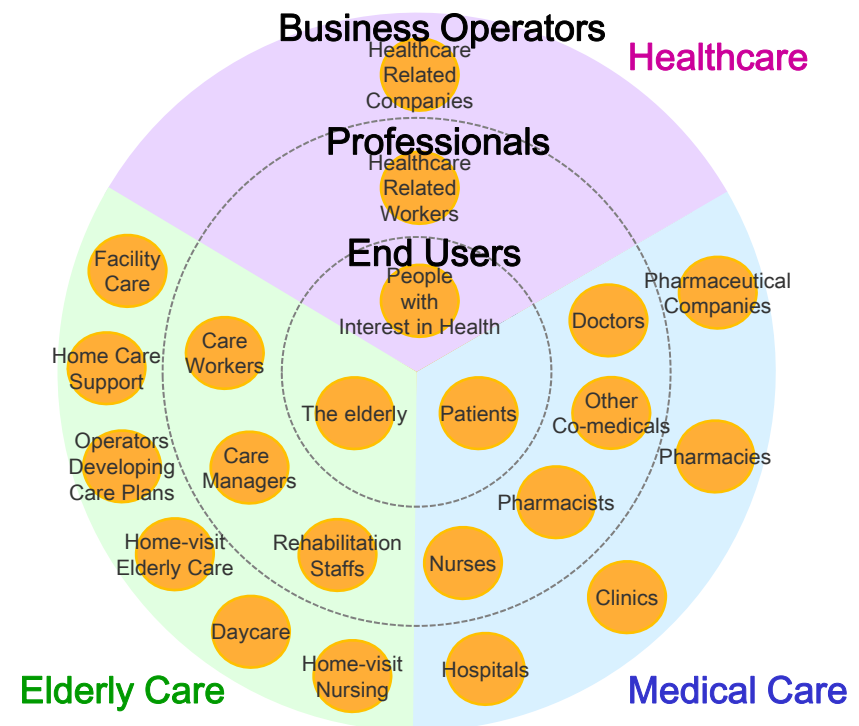 Business Operators
Healthcare
Related
Companies
Healthcare
Professionals
Healthcare
Related
Workers
End Users
People
with
Interest in Health
Facility
Care
Home Care
Support
Operators
Developing
Care Plans
Home-visit
Elderly Care
Daycare
Home-visit
Nursing
Care
Workers
Care
Managers
Rehabilitation
Staffs
The elderly
Patients
Doctors
Other
Co-medicals
Pharmacists
Nurses
Pharmaceutical
Companies
Pharmacies
Clinics
Hospitals
Elderly Care
Medical Care